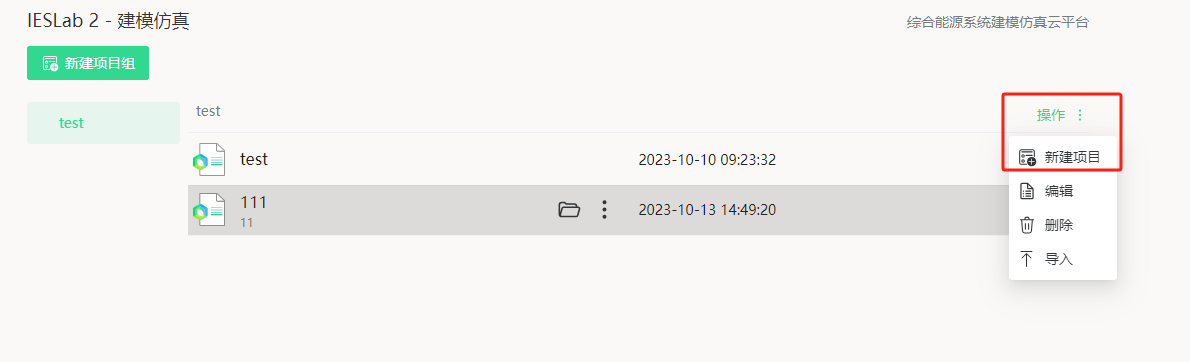 IESLab 2 - 建模仿真
综合能源系统建模仿真云平台
新建项目组
test
test
操作
test
2023-10-10 09:23:32
新建项目
111
11
2023-10-13 14:49:20
编辑
删除
导入